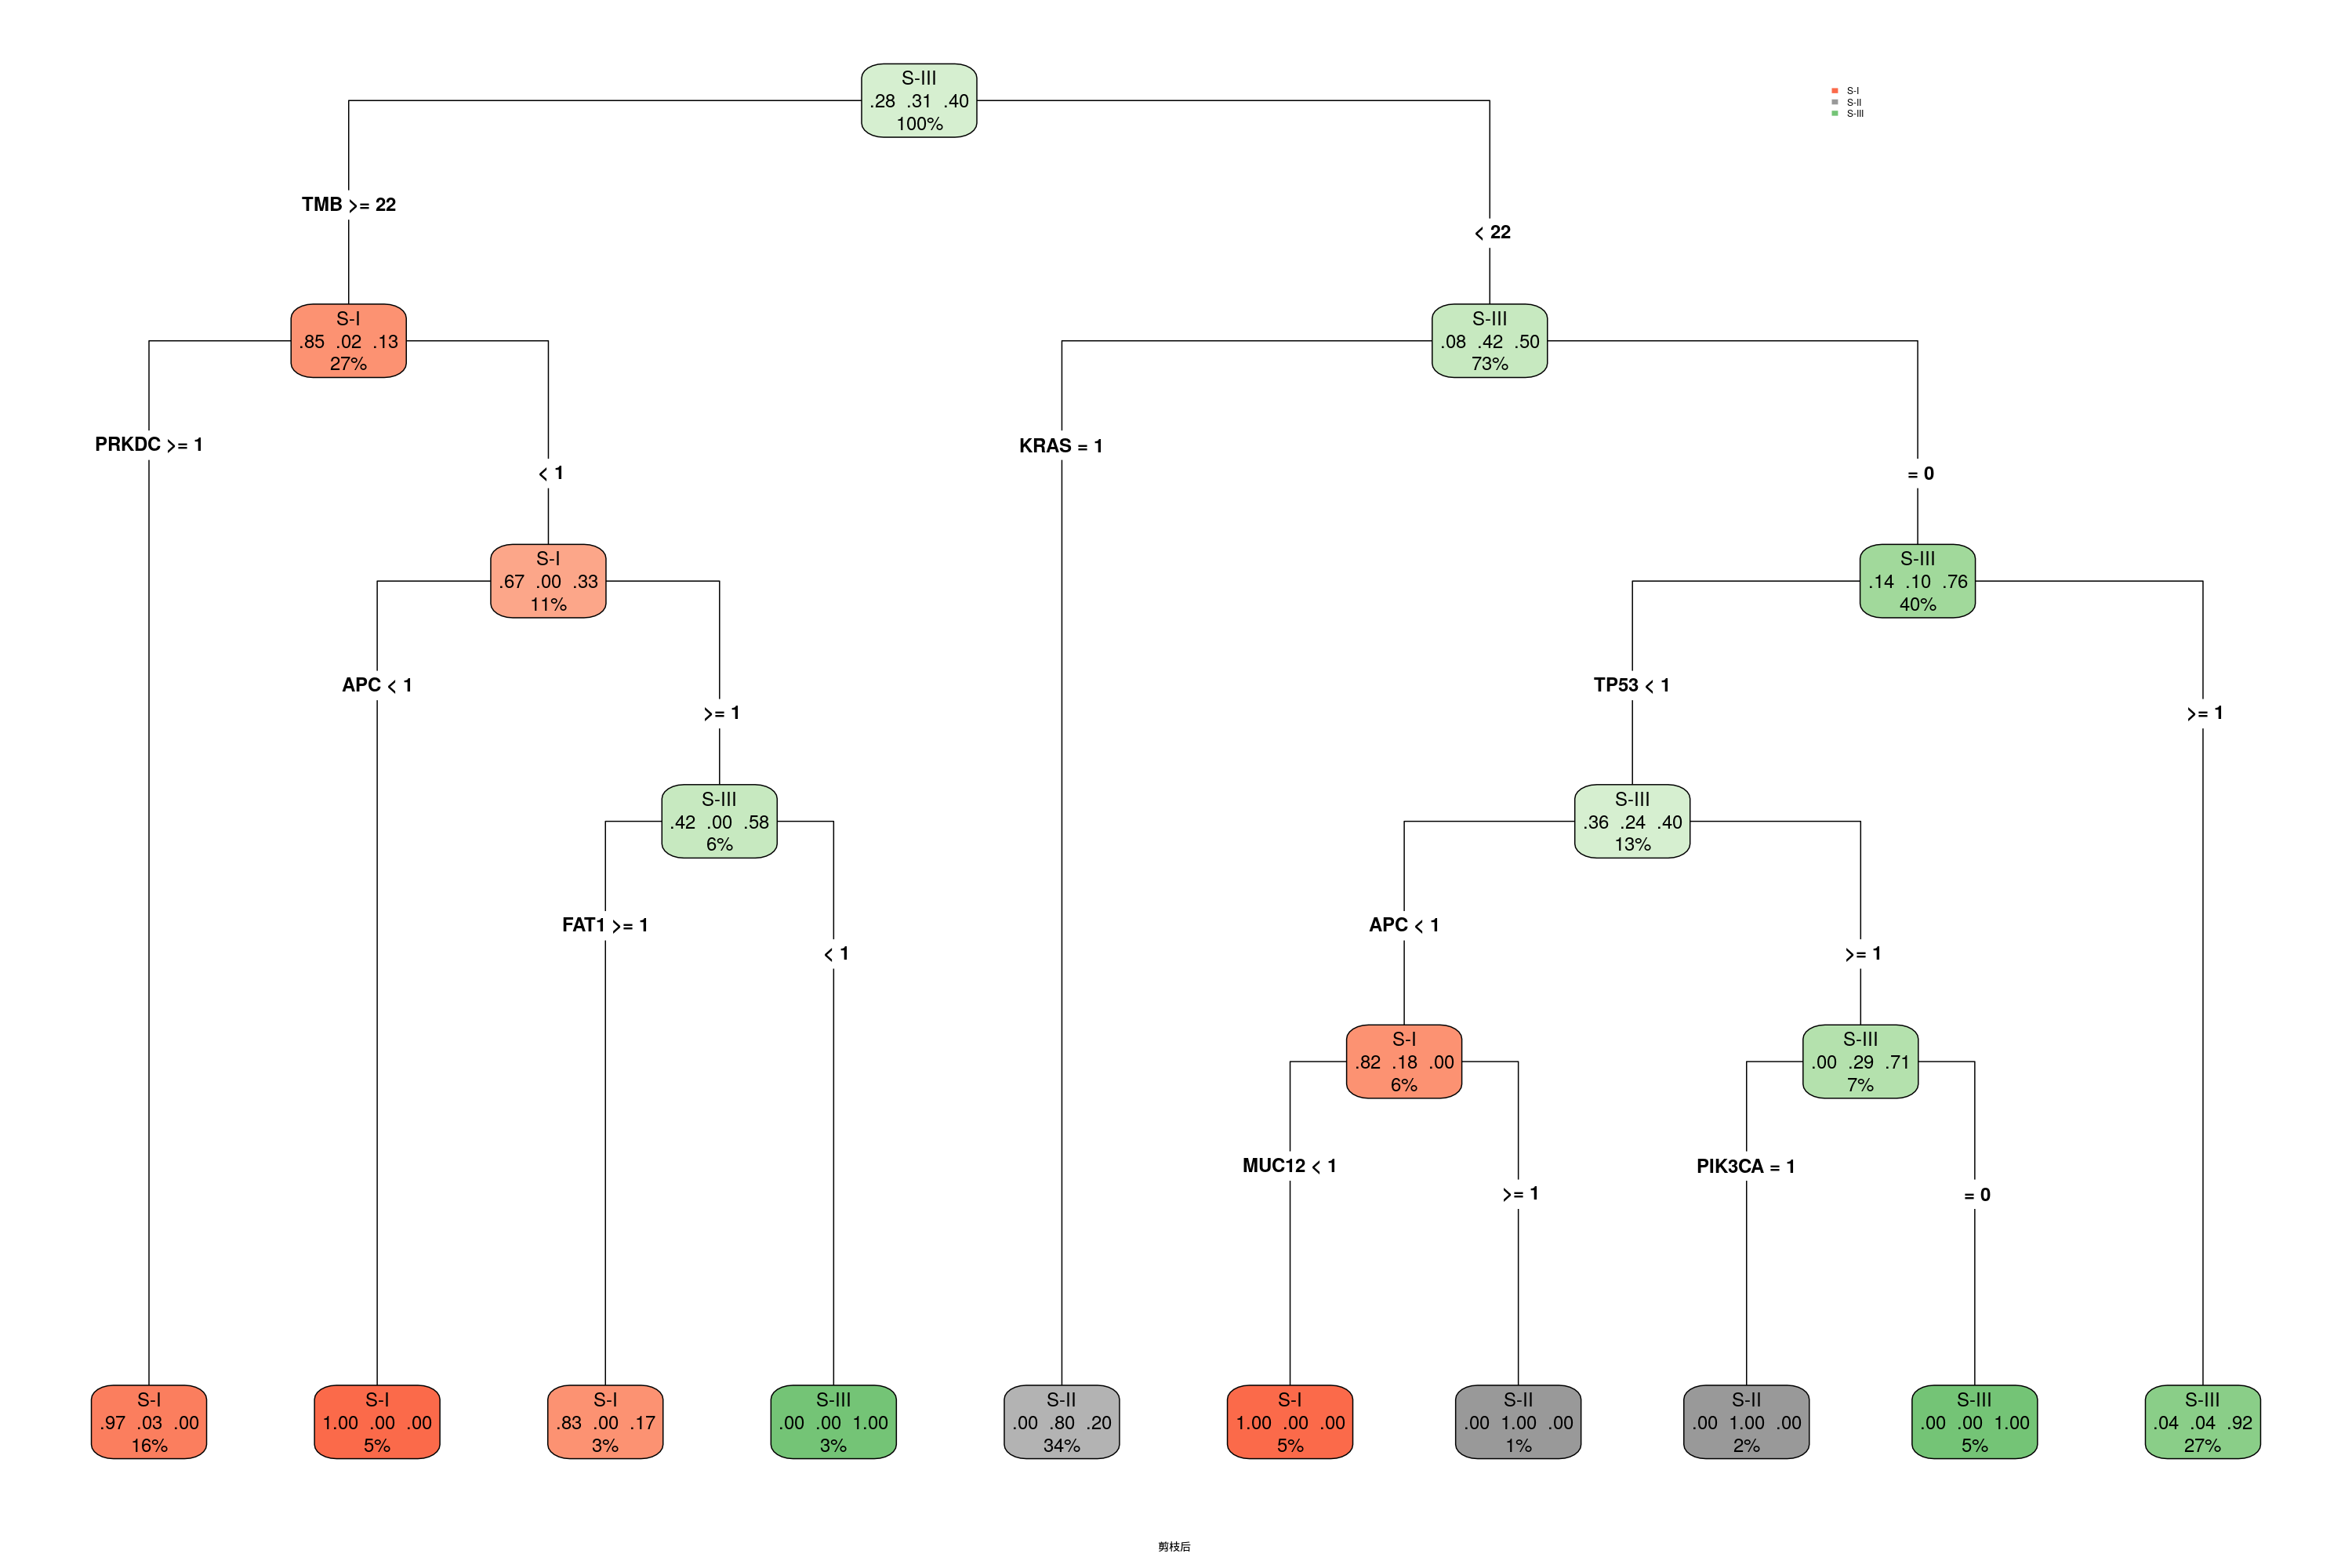 S-III
.28 .31 .40
100%
S-I
S-II
S-III
TMB >= 22
< 22
S-I
.85 .02 .13
27%
S-III
.08 .42 .50
73%
PRKDC >= 1
< 1
KRAS = 1
= 0
S-I
.67 .00 .33
11%
S-III
.14 .10 .76
40%
APC < 1
>= 1
TP53 < 1
>= 1
S-III
.42 .00 .58
6%
S-III
.36 .24 .40
13%
FAT1 >= 1
< 1
APC < 1
>= 1
S-I
.82 .18 .00
6%
S-III
.00 .29 .71
7%
MUC12 < 1
>= 1
PIK3CA = 1
= 0
S-I
.97 .03 .00
16%
S-I
1.00 .00 .00
5%
S-I
.83 .00 .17
3%
S-III
.00 .00 1.00
3%
S-II
.00 .80 .20
34%
S-I
1.00 .00 .00
5%
S-II
.00 1.00 .00
1%
S-II
.00 1.00 .00
2%
S-III
.00 .00 1.00
5%
S-III
.04 .04 .92
27%
剪枝后